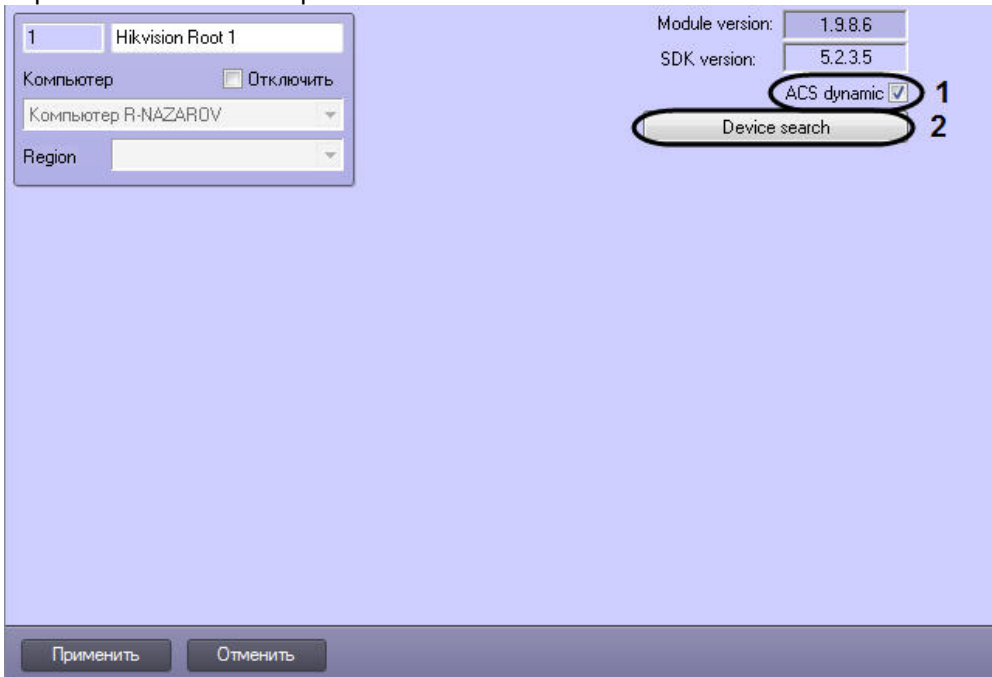 1 Hikvision Root 1
Компьютер Отключить
Компьютер R-NAZAROV
Region
Module version: 1.9.8.6
SDK version: 5.2.3.5
ACS dynamic 1
Device search 2
Применить Отменить